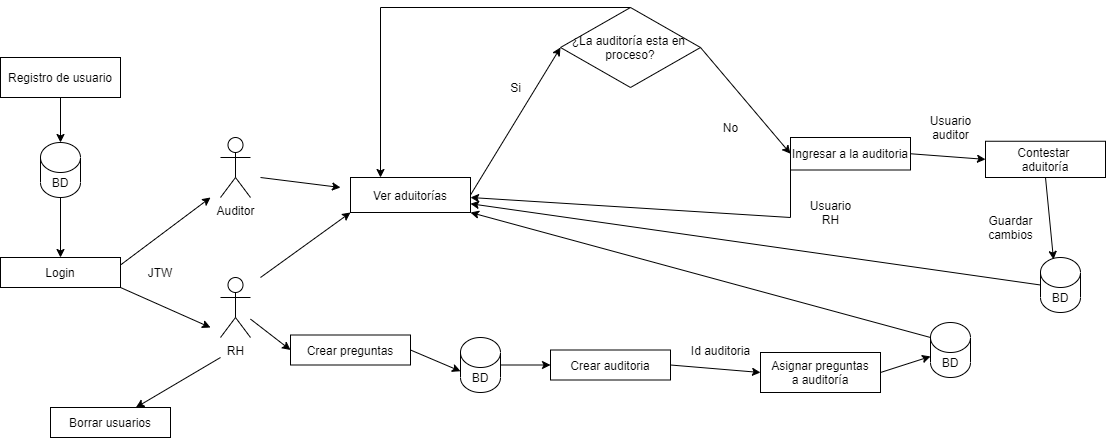 ¿La auditoría esta en
proceso?
Registro de usuario
Si
Usuario
auditor
No
Ingresar a la auditoria
Contestar
aduitoría
BD
Ver aduitorías
Auditor
Usuario
RH
Guardar
cambios
Login
JTW
BD
RH
Crear preguntas
Id auditoria
BD
Crear auditoria
Asignar preguntas
a auditoría
BD
Borrar usuarios